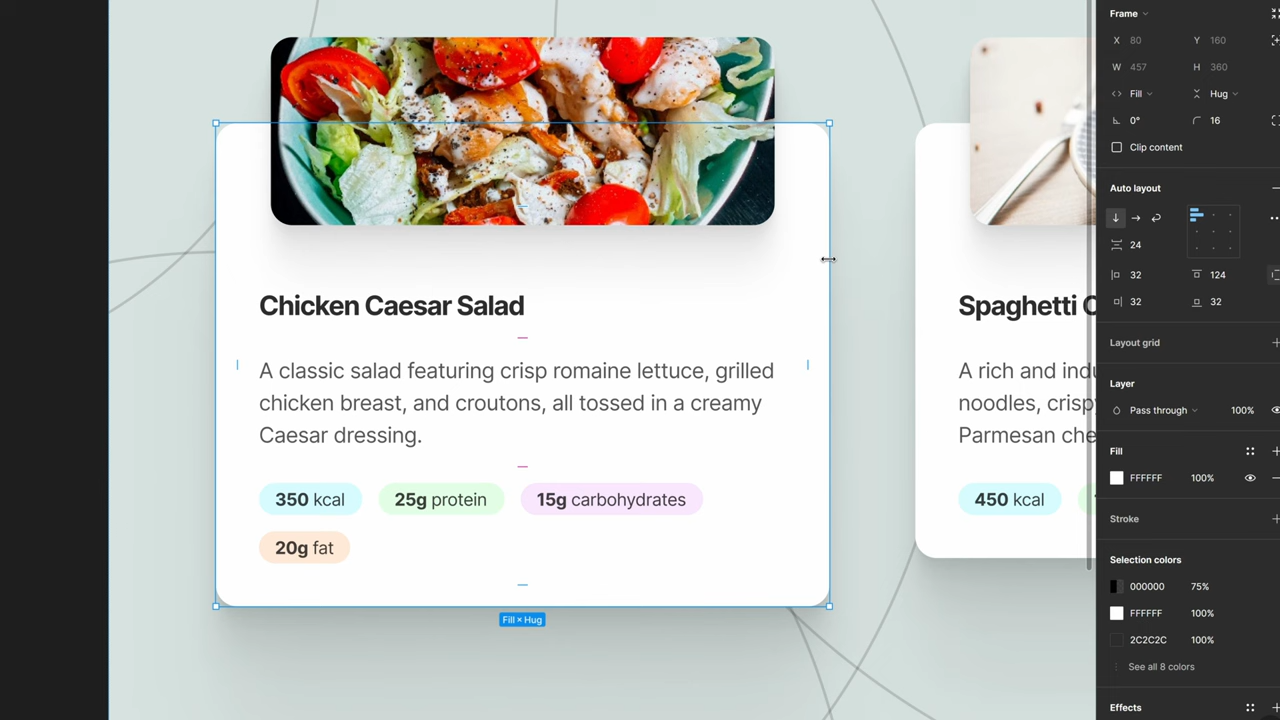 Chicken Caesar Salad
A classic salad featuring crisp romaine lettuce, grilled
chicken breast, and croutons, all tossed in a creamy
Caesar dressing.
350 kcal
25g protein
15g carbohydrates
20g fat
Fill × Hug
Spaghetti
A rich and
noodles, crispy
Parmesan
450 kcal
Frame
X 80
Y 160
W 457
H 360
Fill
Hug
0°
16
Clip content
Auto layout
24
32
124
32
32
Layout grid
Layer
Pass through
100%
Fill
FFFFFF
100%
Stroke
Selection colors
000000
75%
FFFFFF
100%
2C2C2C
100%
See all 8 colors
Effects